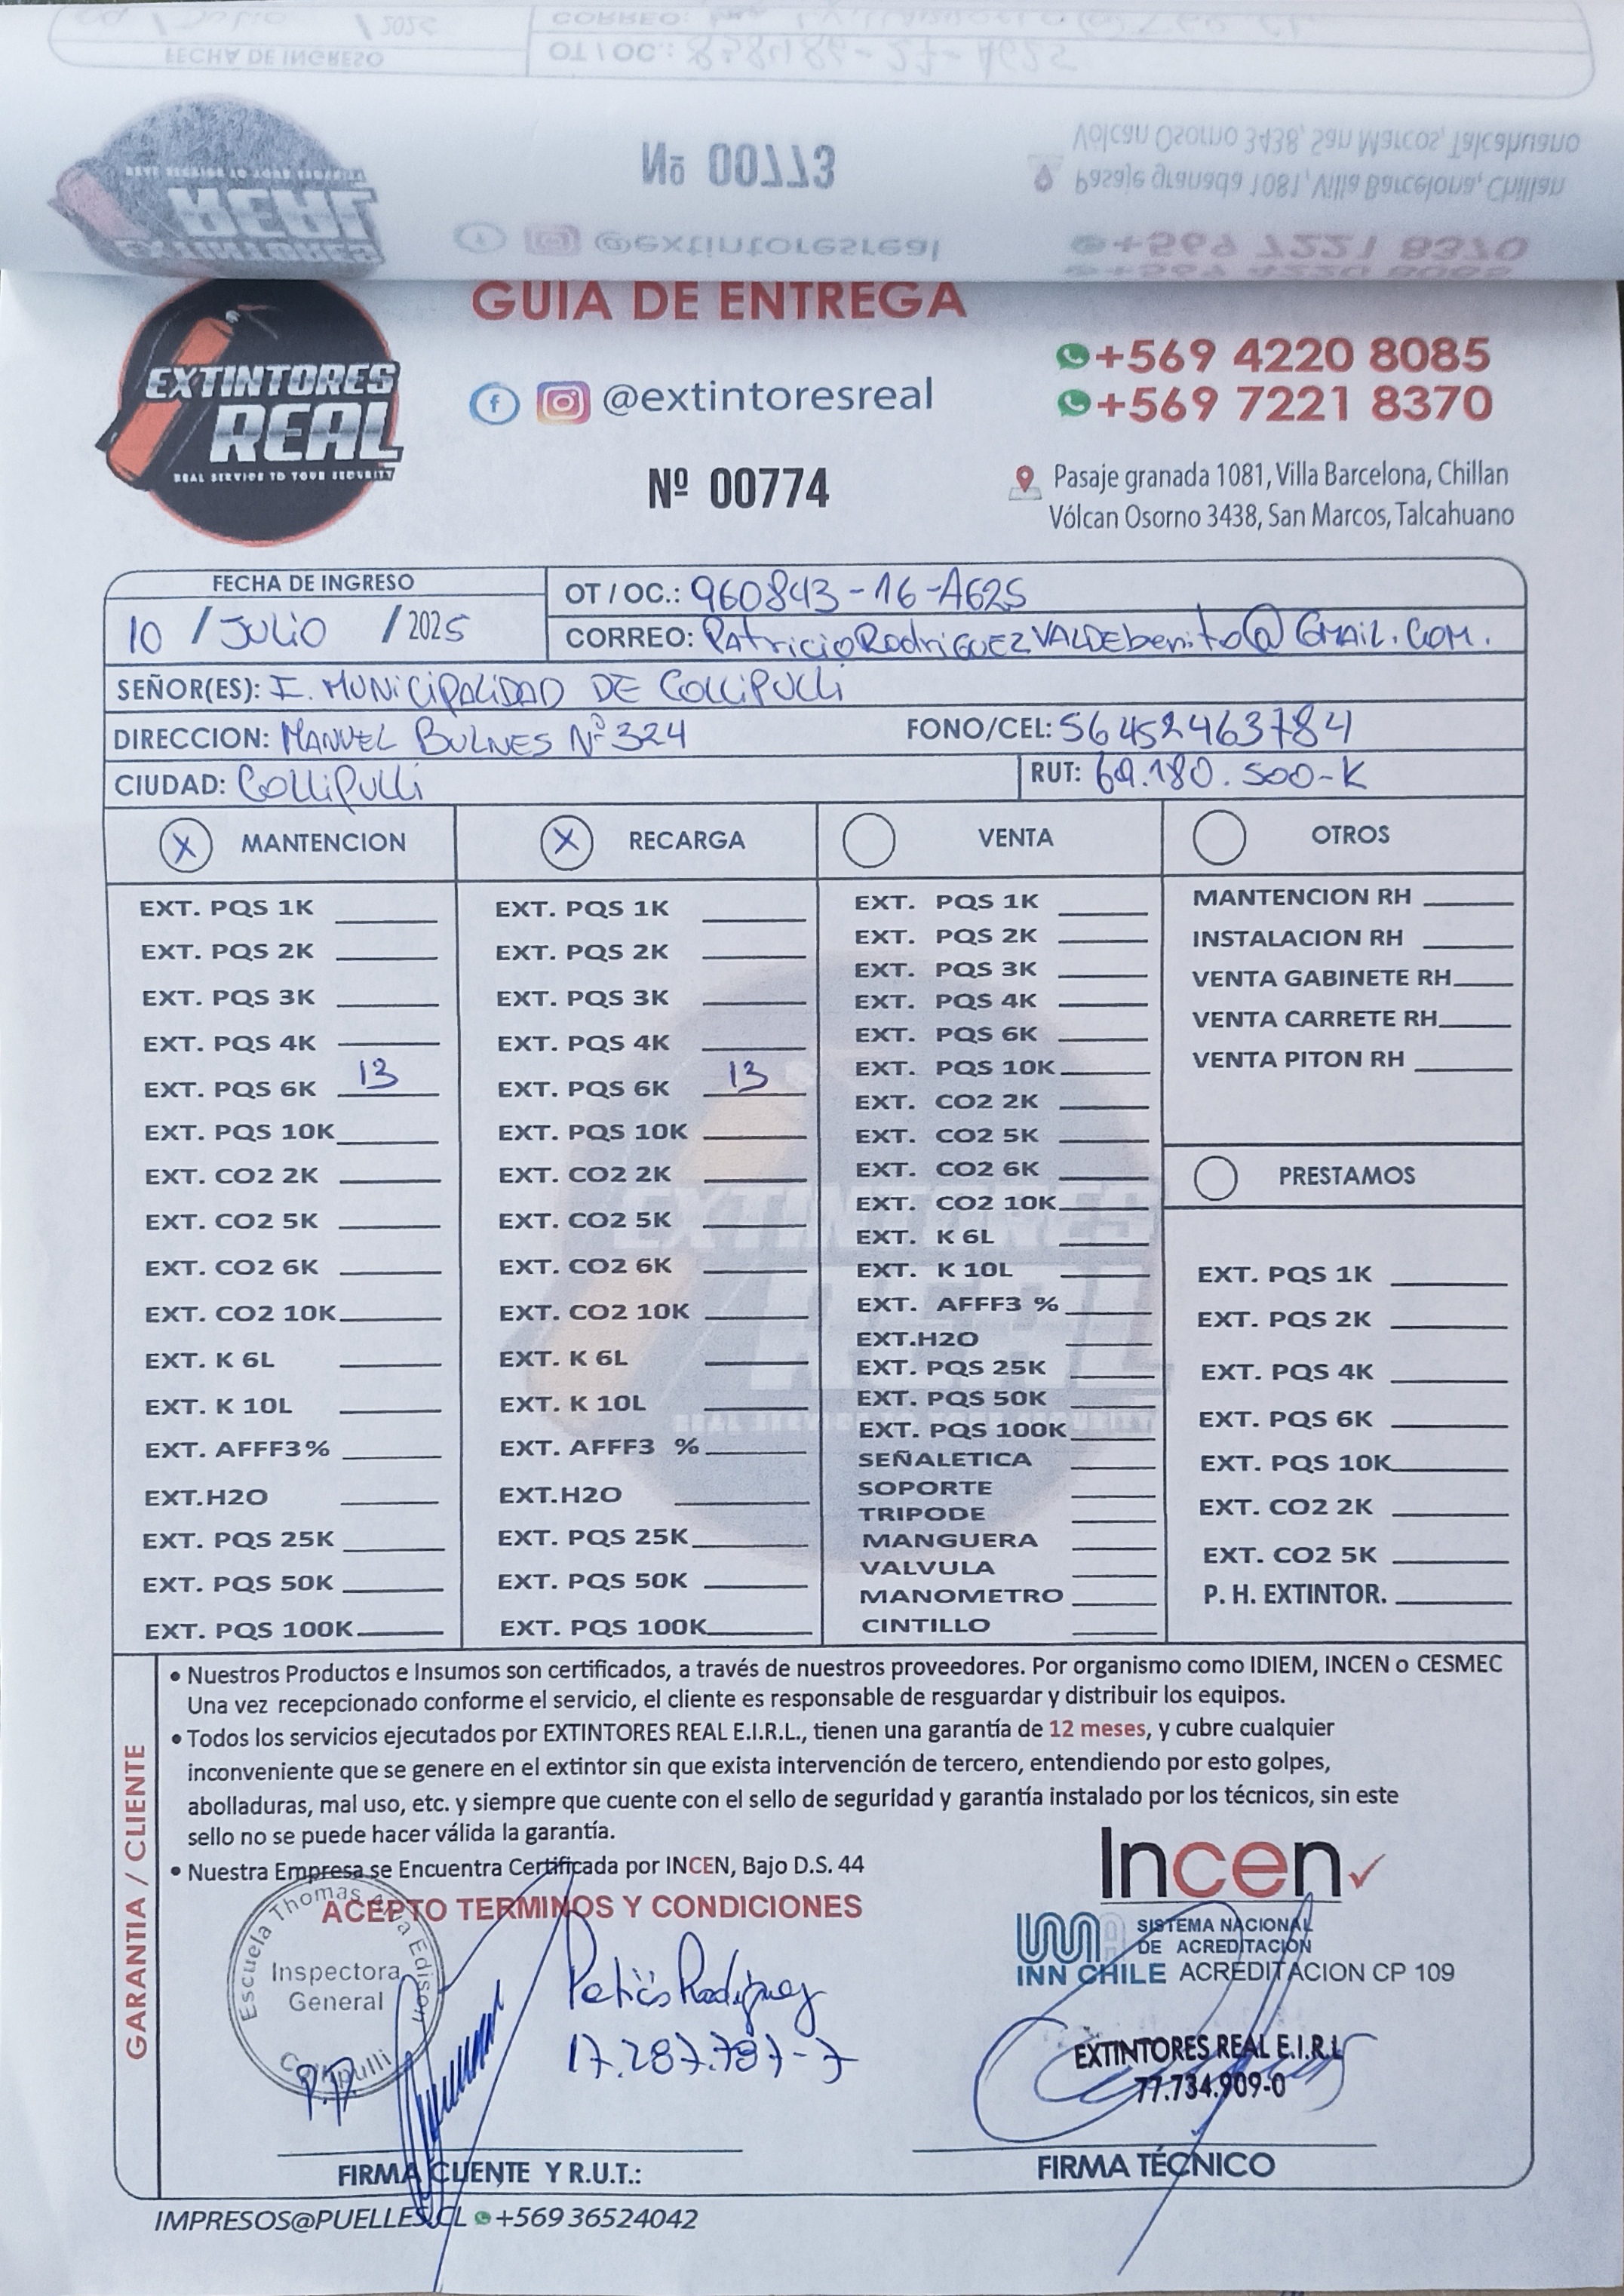 FECHA DE INGRESO
OT / OC.: 858486-27-AG25
/ Julio / 2025
CORREO:
Nº 00773
Volcan Osorno 3438, San Marcos, Talcahuano
Pasaje granada 1081, Villa Barcelona, Chillan
EXTINTORES REAL
@extintoresreal
+569 7221 8370
+569 4220 8085
GUIA DE ENTREGA
EXTINTORES
REAL
REAL SERVICE TO YOUR SECURITY
@extintoresreal
+569 4220 8085
+569 7221 8370
Nº 00774
Pasaje granada 1081, Villa Barcelona, Chillan
Vólcan Osorno 3438, San Marcos, Talcahuano
FECHA DE INGRESO
10 / JULIO / 2025
OT / OC.: 960843-16-AG25
CORREO: PatricioRodriGUEZVALDEbenito@GMAiL.COM.
SEÑOR(ES): I. MUNICIPALIDAD DE COLLIPULLI
DIRECCION: MANUEL BULNES Nº 324 FONO/CEL: 56452463784
CIUDAD: COLLIPULLI RUT: 69.180.500-K
X MANTENCION
EXT. PQS 1K
EXT. PQS 2K
EXT. PQS 3K
EXT. PQS 4K
EXT. PQS 6K 13
EXT. PQS 10K
EXT. CO2 2K
EXT. CO2 5K
EXT. CO2 6K
EXT. CO2 10K
EXT. K 6L
EXT. K 10L
EXT. AFFF3%
EXT.H2O
EXT. PQS 25K
EXT. PQS 50K
EXT. PQS 100K
X RECARGA
EXT. PQS 1K
EXT. PQS 2K
EXT. PQS 3K
EXT. PQS 4K
EXT. PQS 6K 13
EXT. PQS 10K
EXT. CO2 2K
EXT. CO2 5K
EXT. CO2 6K
EXT. CO2 10K
EXT. K 6L
EXT. K 10L
EXT. AFFF3 %
EXT.H2O
EXT. PQS 25K
EXT. PQS 50K
EXT. PQS 100K
VENTA
EXT. PQS 1K
EXT. PQS 2K
EXT. PQS 3K
EXT. PQS 4K
EXT. PQS 6K
EXT. PQS 10K
EXT. CO2 2K
EXT. CO2 5K
EXT. CO2 6K
EXT. CO2 10K
EXT. K 6L
EXT. K 10L
EXT. AFFF3 %
EXT.H2O
EXT. PQS 25K
EXT. PQS 50K
EXT. PQS 100K
SEÑALETICA
SOPORTE
TRIPODE
MANGUERA
VALVULA
MANOMETRO
CINTILLO
OTROS
MANTENCION RH
INSTALACION RH
VENTA GABINETE RH
VENTA CARRETE RH
VENTA PITON RH
PRESTAMOS
EXT. PQS 1K
EXT. PQS 2K
EXT. PQS 4K
EXT. PQS 6K
EXT. PQS 10K
EXT. CO2 2K
EXT. CO2 5K
P. H. EXTINTOR.
EXTINTORES
REAL
REAL SERVICE TO YOUR SECURITY
GARANTIA / CLIENTE
• Nuestros Productos e Insumos son certificados, a través de nuestros proveedores. Por organismo como IDIEM, INCEN o CESMEC
Una vez recepcionado conforme el servicio, el cliente es responsable de resguardar y distribuir los equipos.
• Todos los servicios ejecutados por EXTINTORES REAL E.I.R.L., tienen una garantía de 12 meses, y cubre cualquier
inconveniente que se genere en el extintor sin que exista intervención de tercero, entendiendo por esto golpes,
abolladuras, mal uso, etc. y siempre que cuente con el sello de seguridad y garantía instalado por los técnicos, sin este
sello no se puede hacer válida la garantía.
• Nuestra Empresa se Encuentra Certificada por INCEN, Bajo D.S. 44
ACEPTO TERMINOS Y CONDICIONES
Incen
SISTEMA NACIONAL
DE ACREDITACIÓN
INN CHILE ACREDITACION CP 109
Escuela Thomas Alva Edison
Inspectora
General
Collipulli
P.P.
Patricio Rodriguez
17.287.787-7
EXTINTORES REAL E.I.R.L
77.734.909-0
FIRMA CLIENTE Y R.U.T.:
FIRMA TÉCNICO
IMPRESOS@PUELLES.CL +569 36524042